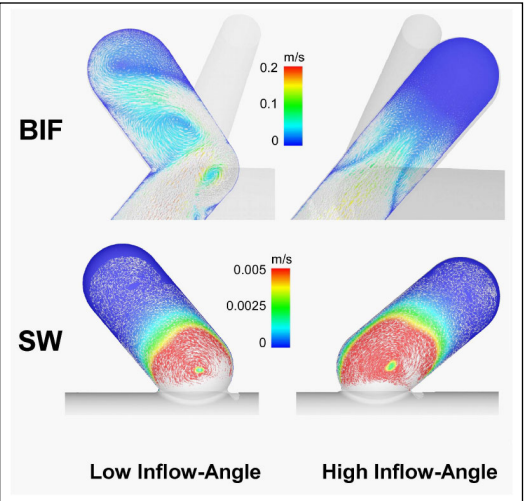 BIF
m/s
0.2
0.1
0
SW
m/s
0.005
0.0025
0
Low Inflow-Angle
High Inflow-Angle